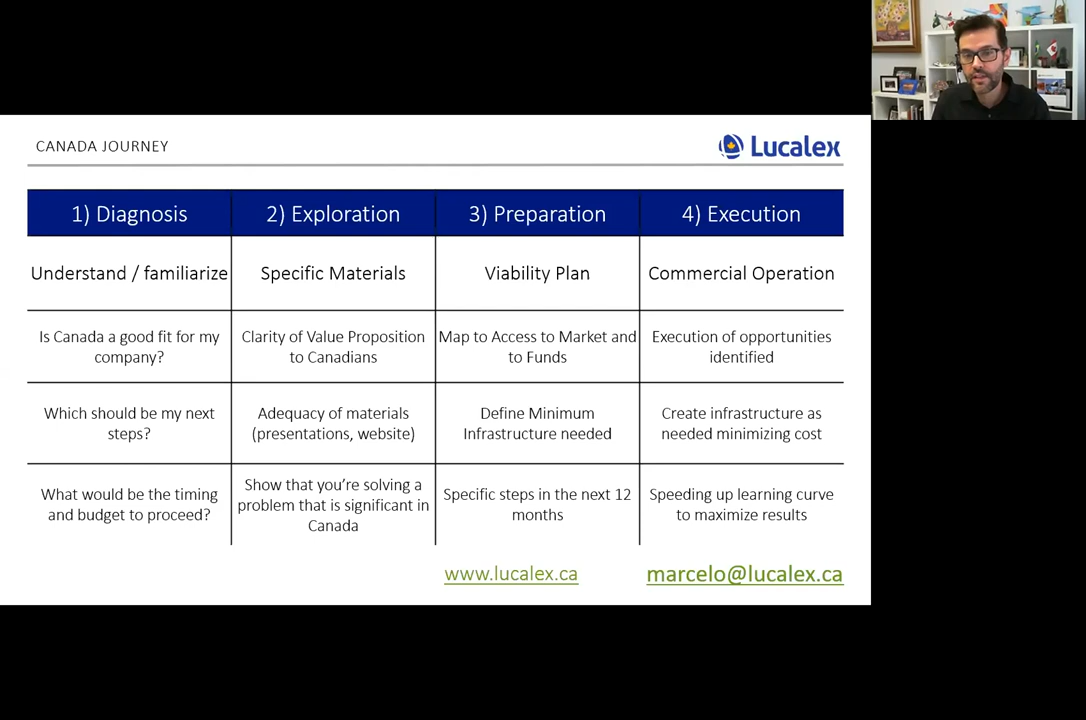 CANADA JOURNEY
Lucalex
1) Diagnosis
2) Exploration
3) Preparation
4) Execution
Understand / familiarize
Specific Materials
Viability Plan
Commercial Operation
Is Canada a good fit for my
company?
Clarity of Value Proposition
to Canadians
Map to Access to Market and
to Funds
Execution of opportunities
identified
Which should be my next
steps?
Adequacy of materials
(presentations, website)
Define Minimum
Infrastructure needed
Create infrastructure as
needed minimizing cost
What would be the timing
and budget to proceed?
Show that you’re solving a
problem that is significant in
Canada
Specific steps in the next 12
months
Speeding up learning curve
to maximize results
www.lucalex.ca
marcelo@lucalex.ca